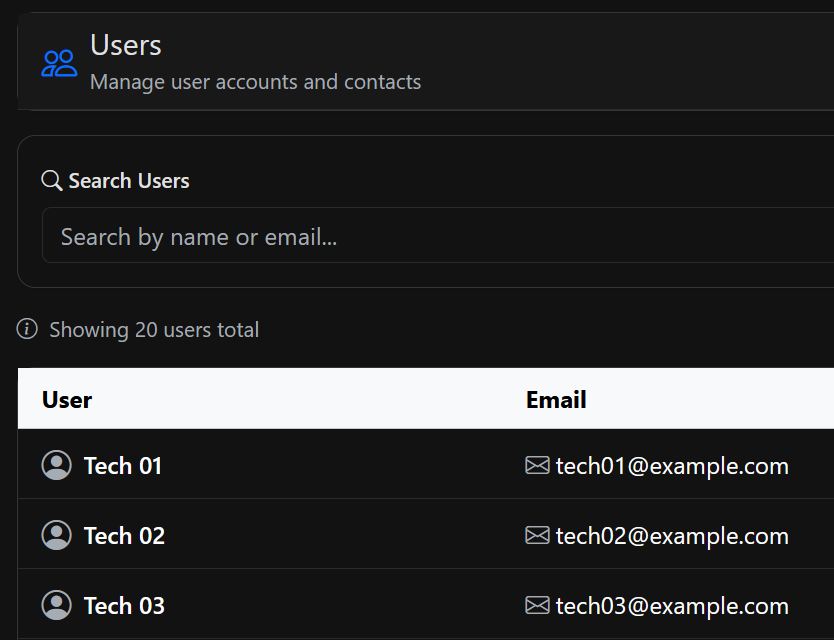 Users
Manage user accounts and contacts
Search Users
Search by name or email...
Showing 20 users total
User Email
Tech 01 tech01@example.com
Tech 02 tech02@example.com
Tech 03 tech03@example.com